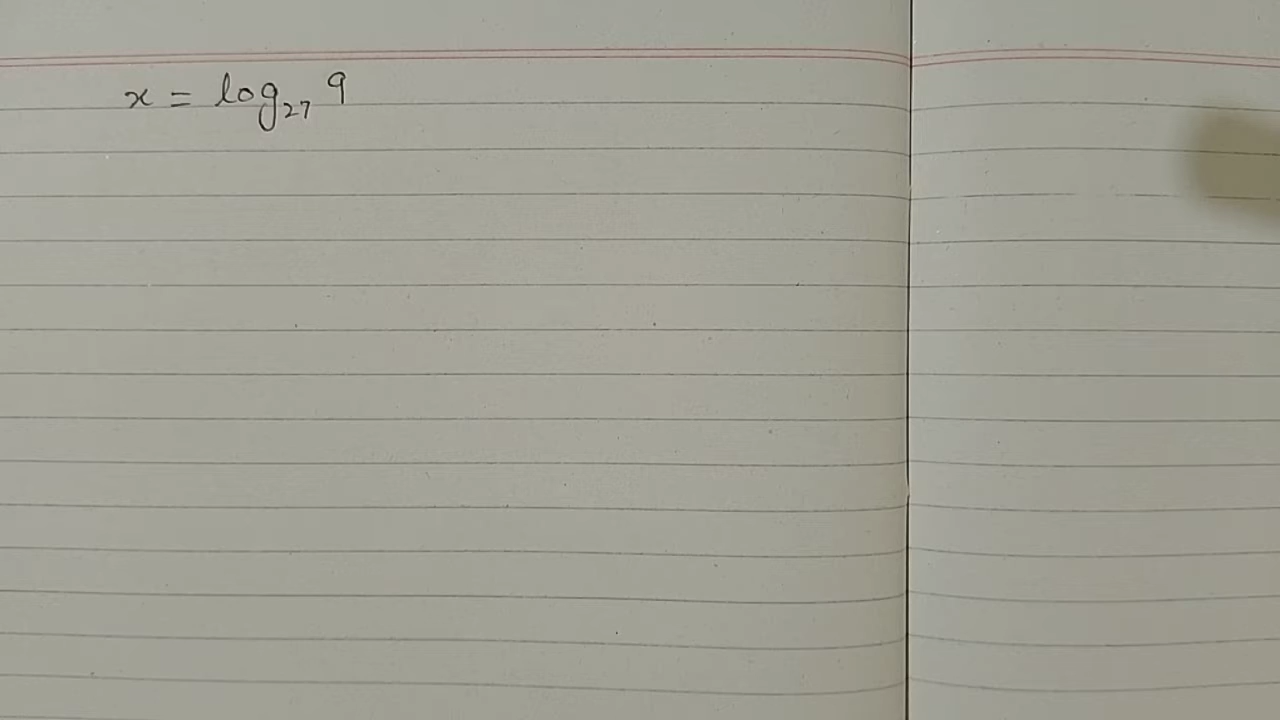 x = log₂₇ 9